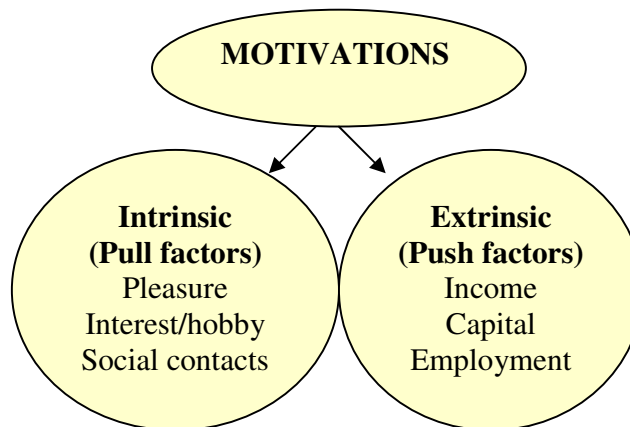 MOTIVATIONS
Intrinsic
(Pull factors)
Pleasure
Interest/hobby
Social contacts
Extrinsic
(Push factors)
Income
Capital
Employment